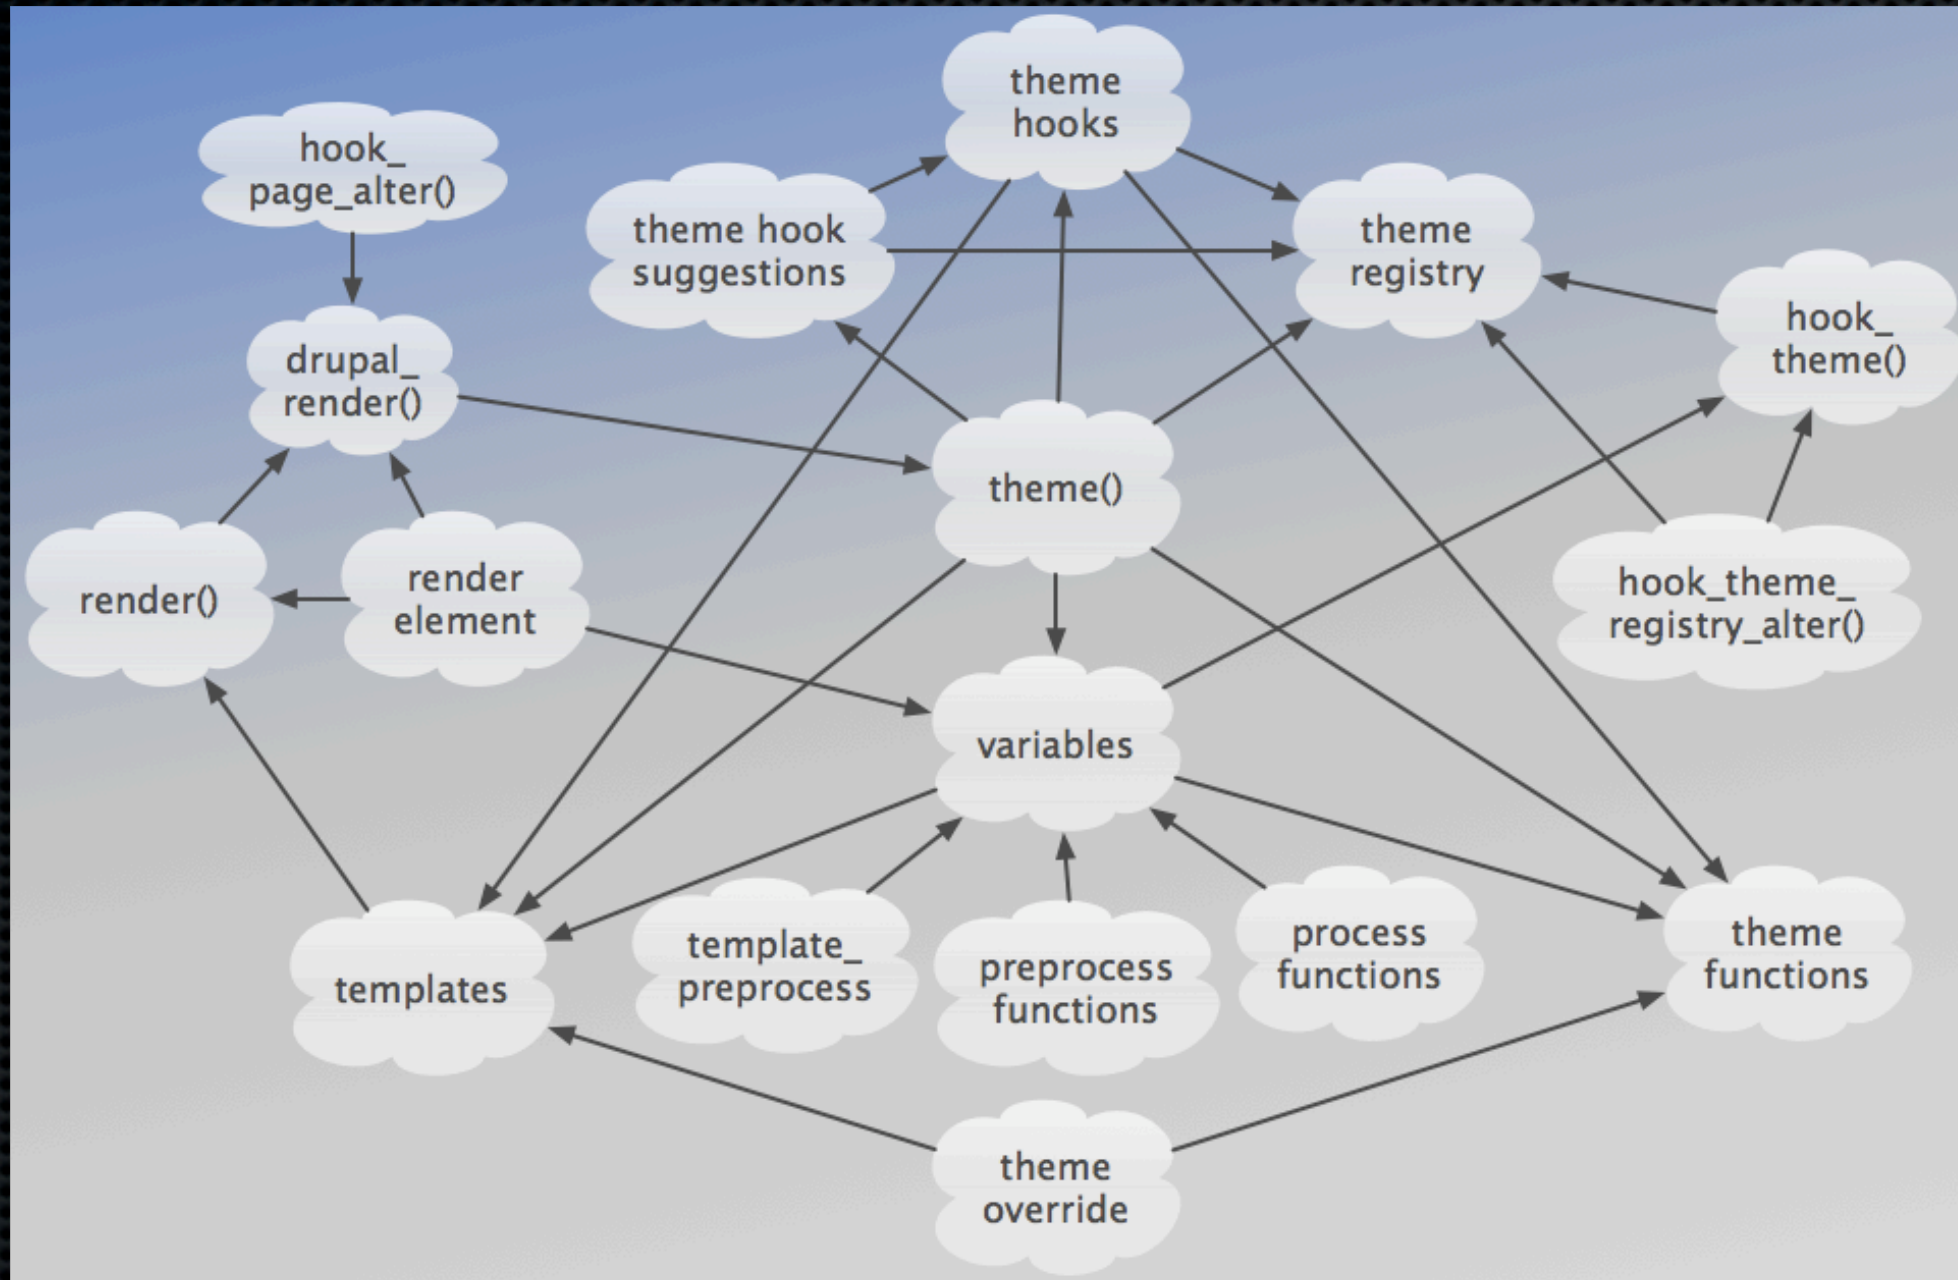 theme
hooks
hook_
page_alter()
theme hook
suggestions
theme
registry
hook_
theme()
drupal_
render()
theme()
render()
render
element
hook_theme_
registry_alter()
variables
templates
template_
preprocess
preprocess
functions
process
functions
theme
functions
theme
override